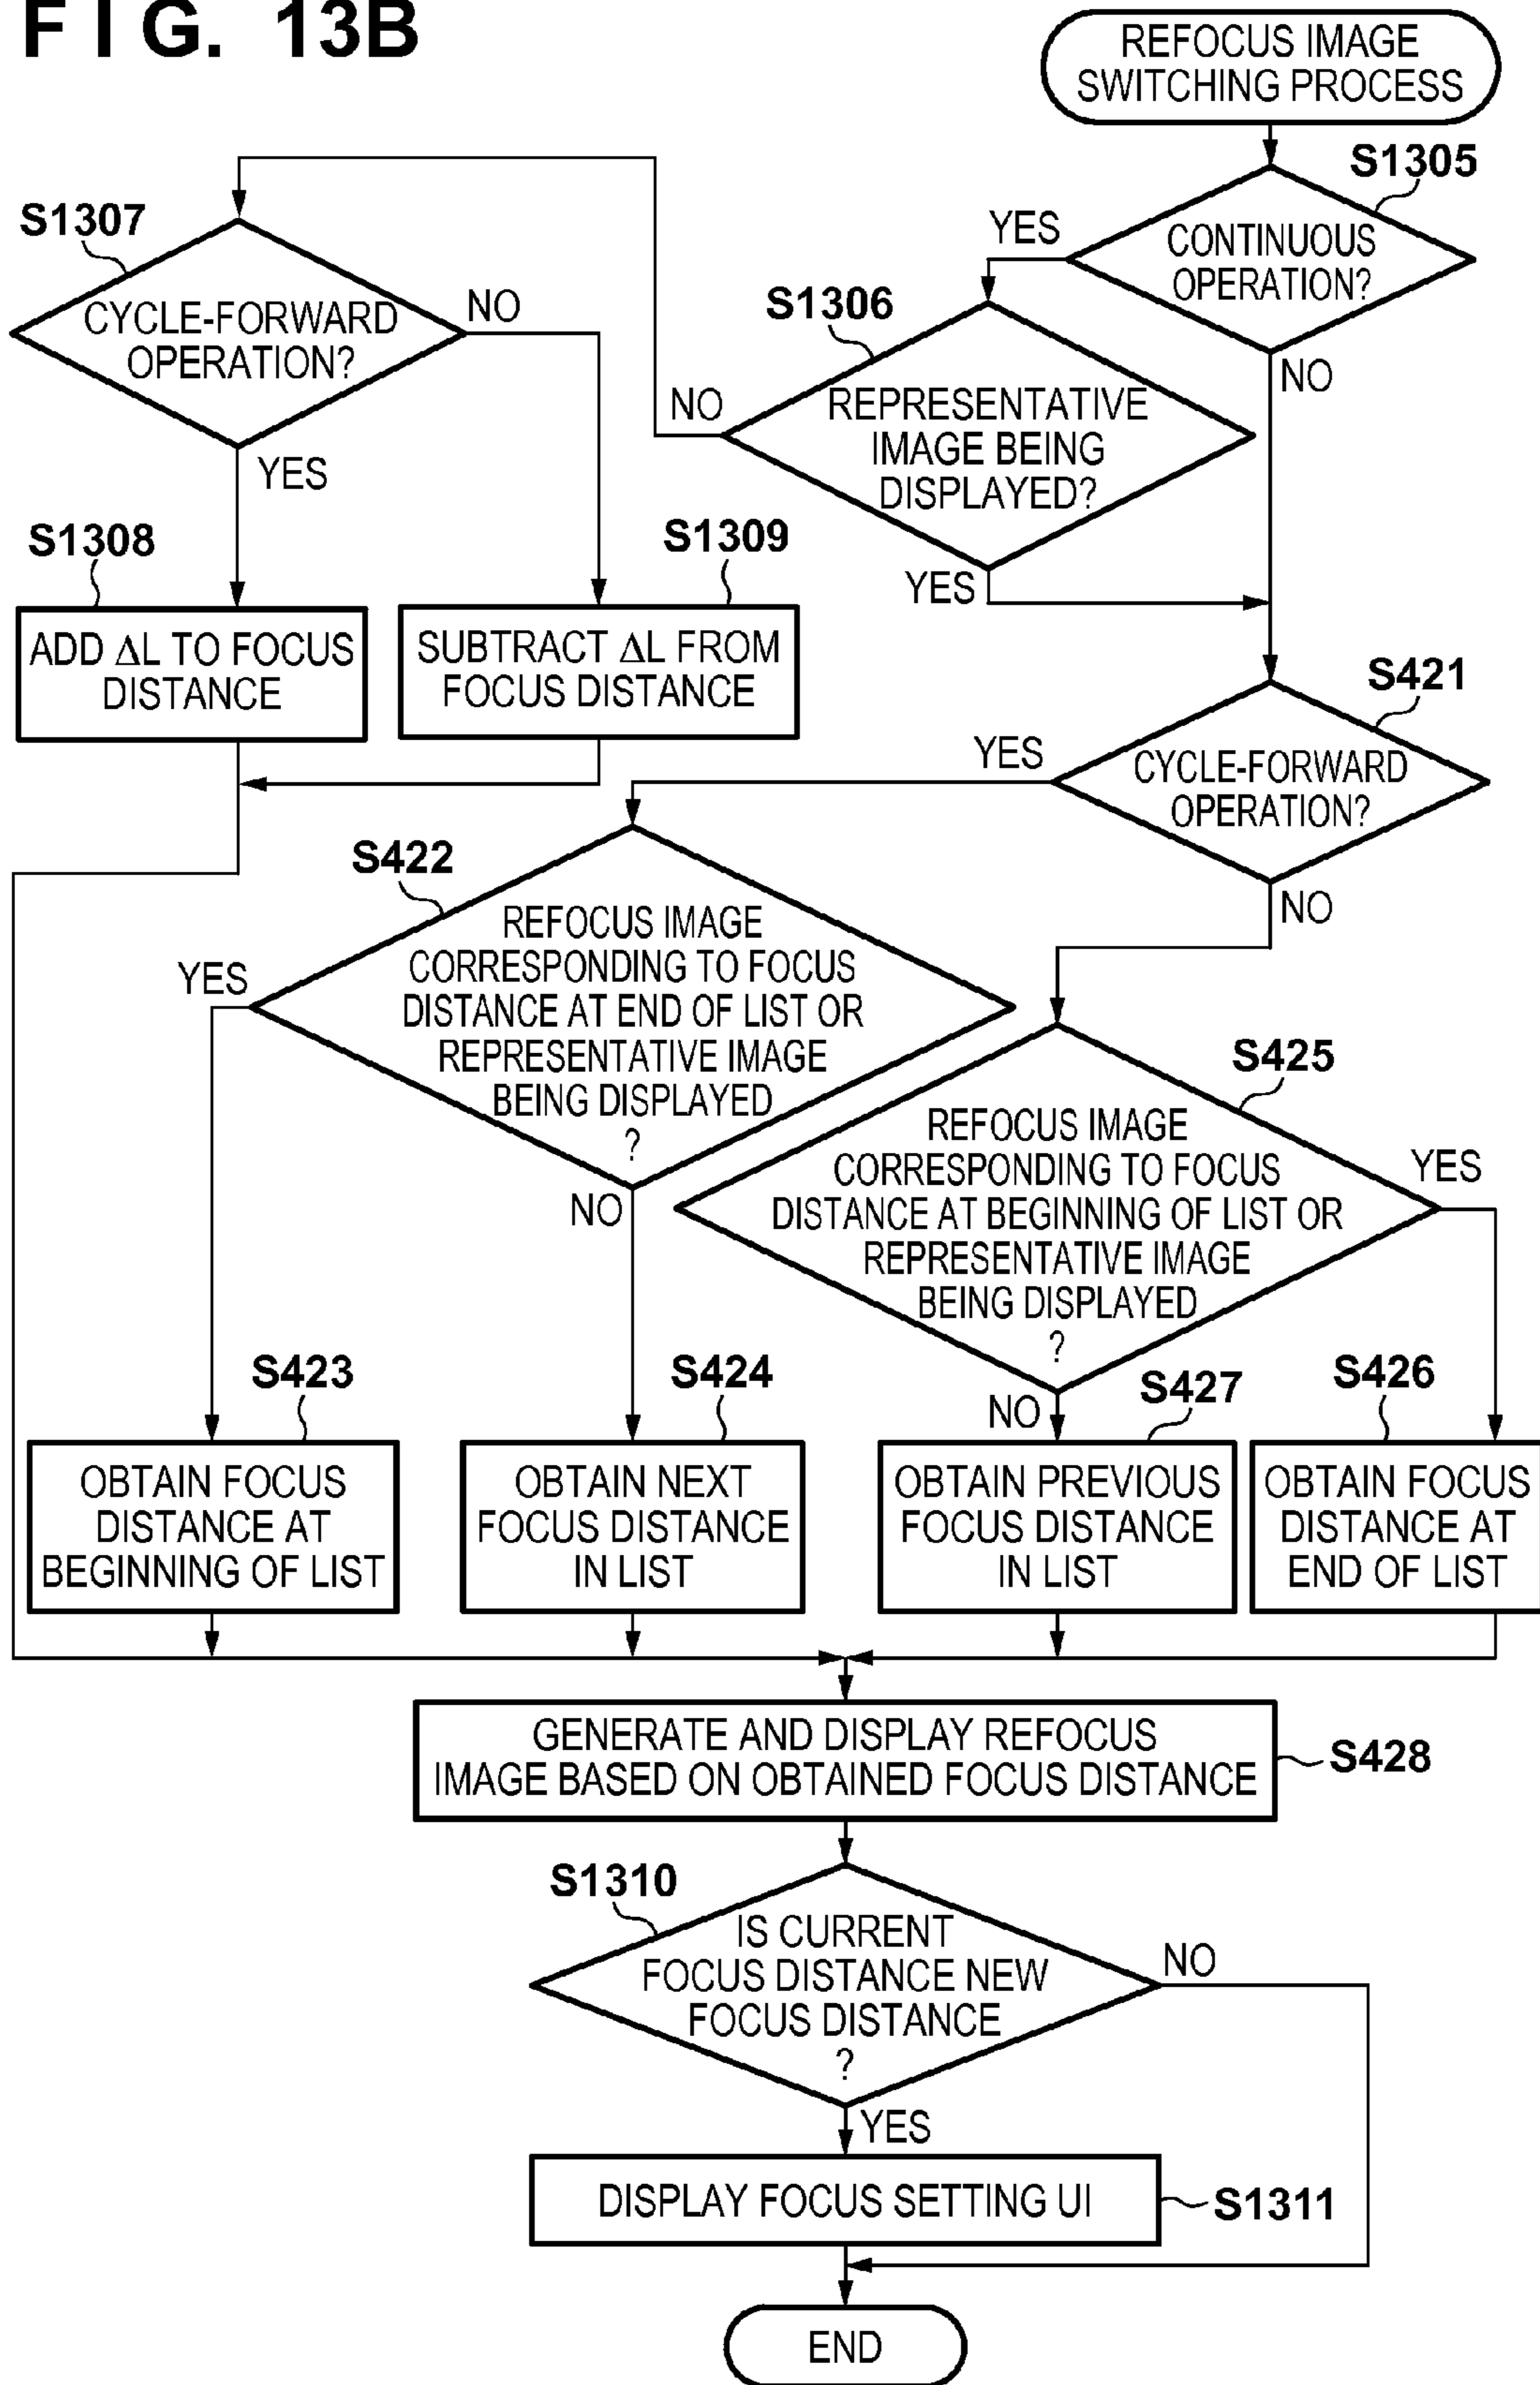 FIG. 13B
REFOCUS IMAGE
SWITCHING PROCESS
S1305
CONTINUOUS
OPERATION?
YES
NO
S1306
REPRESENTATIVE
IMAGE BEING
DISPLAYED?
NO
YES
S1307
CYCLE-FORWARD
OPERATION?
NO
YES
S1308
ADD ΔL TO FOCUS
DISTANCE
S1309
SUBTRACT ΔL FROM
FOCUS DISTANCE
S421
CYCLE-FORWARD
OPERATION?
YES
NO
S422
REFOCUS IMAGE
CORRESPONDING TO FOCUS
DISTANCE AT END OF LIST OR
REPRESENTATIVE IMAGE
BEING DISPLAYED
?
YES
NO
S425
REFOCUS IMAGE
CORRESPONDING TO FOCUS
DISTANCE AT BEGINNING OF LIST OR
REPRESENTATIVE IMAGE
BEING DISPLAYED
?
YES
NO
S423
OBTAIN FOCUS
DISTANCE AT
BEGINNING OF LIST
S424
OBTAIN NEXT
FOCUS DISTANCE
IN LIST
S427
OBTAIN PREVIOUS
FOCUS DISTANCE
IN LIST
S426
OBTAIN FOCUS
DISTANCE AT
END OF LIST
GENERATE AND DISPLAY REFOCUS
IMAGE BASED ON OBTAINED FOCUS DISTANCE
S428
S1310
IS CURRENT
FOCUS DISTANCE NEW
FOCUS DISTANCE
?
NO
YES
DISPLAY FOCUS SETTING UI
S1311
END